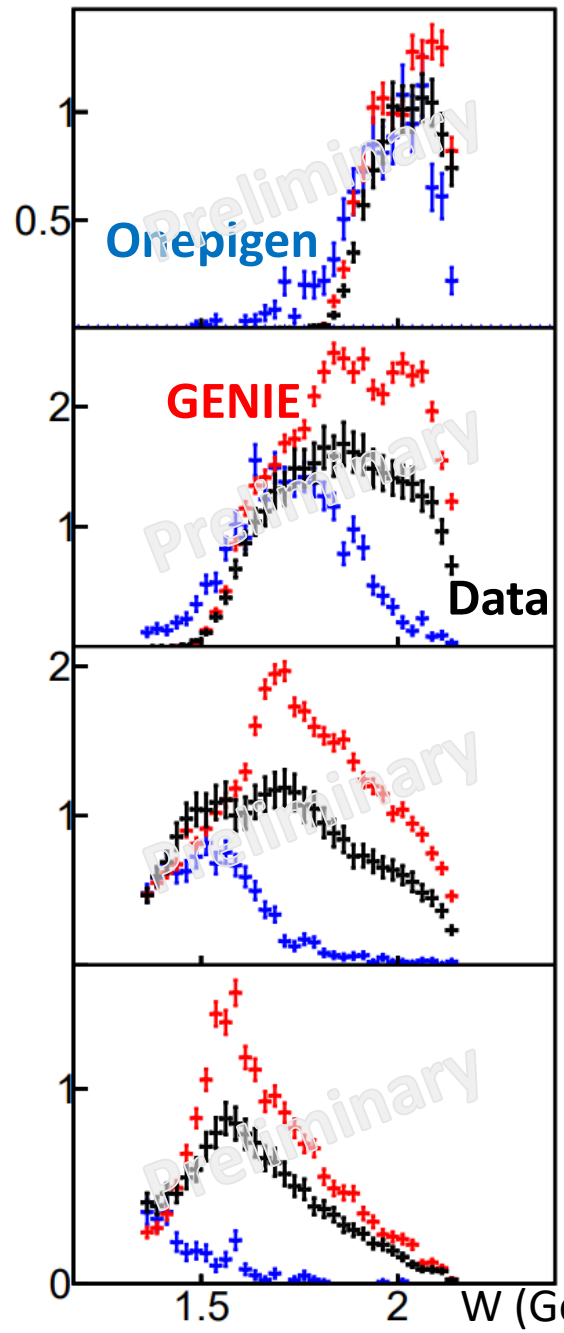 1
Preliminary
0.5
Onepigen
2
GENIE
Preliminary
1
Data
2
Preliminary
1
Preliminary
1
0
1.5
2
W (Ge